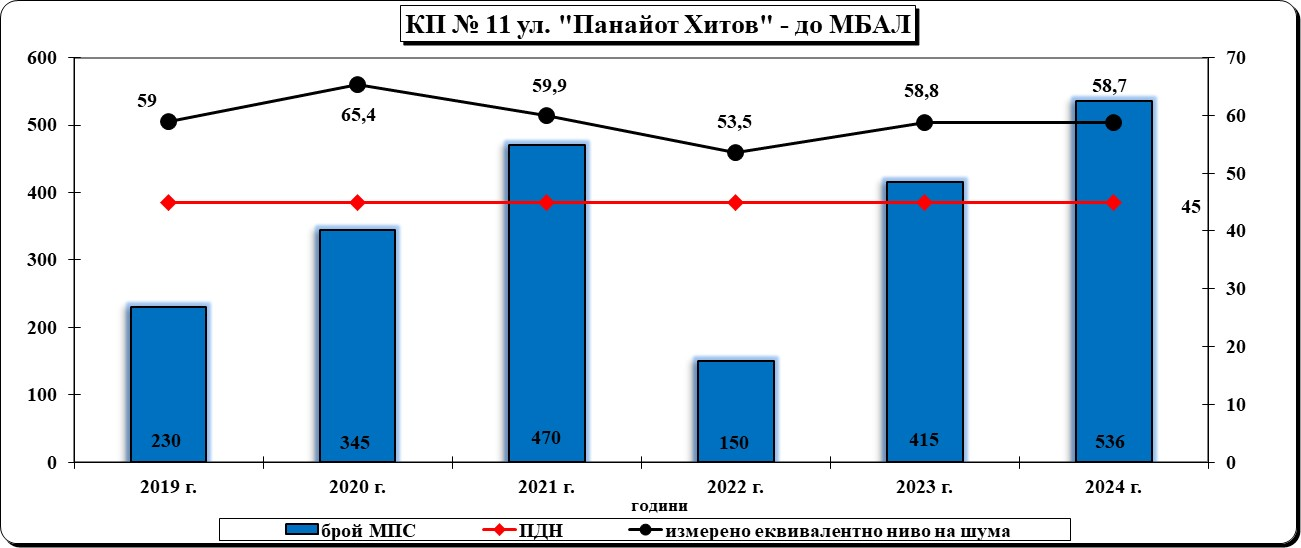 КП № 11 ул. "Панайот Хитов" - до МБАЛ
600 70
59 65,4 59,9 53,5 58,8 58,7
500 60
50
400 45
40
300
30
200
20
100
10
230 345 470 150 415 536
0 0
2019 г. 2020 г. 2021 г. 2022 г. 2023 г. 2024 г.
години
брой МПС ПДН измерено еквивалентно ниво на шума